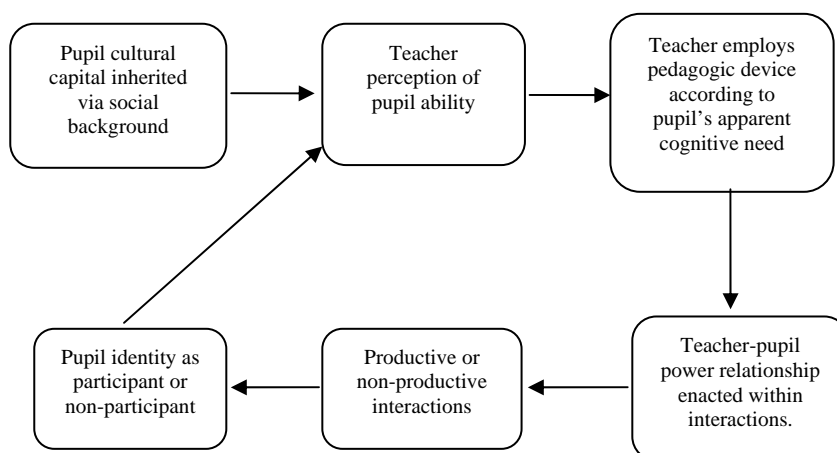 Pupil cultural
capital inherited
via social
background
Teacher
perception of
pupil ability
Teacher employs
pedagogic device
according to
pupil’s apparent
cognitive need
Teacher-pupil
power relationship
enacted within
interactions.
Productive or
non-productive
interactions
Pupil identity as
participant or
non-participant